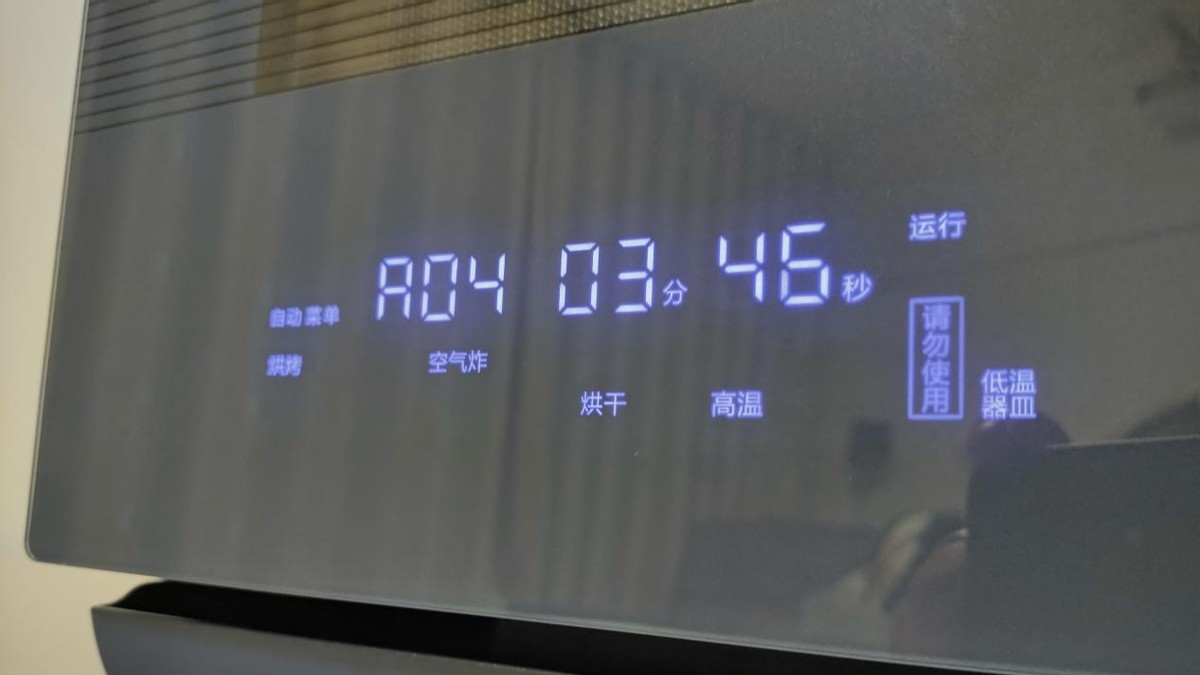 运行
自动菜单 A04 03分 46秒
烘烤 空气炸
烘干 高温
请勿使用
低温
器皿